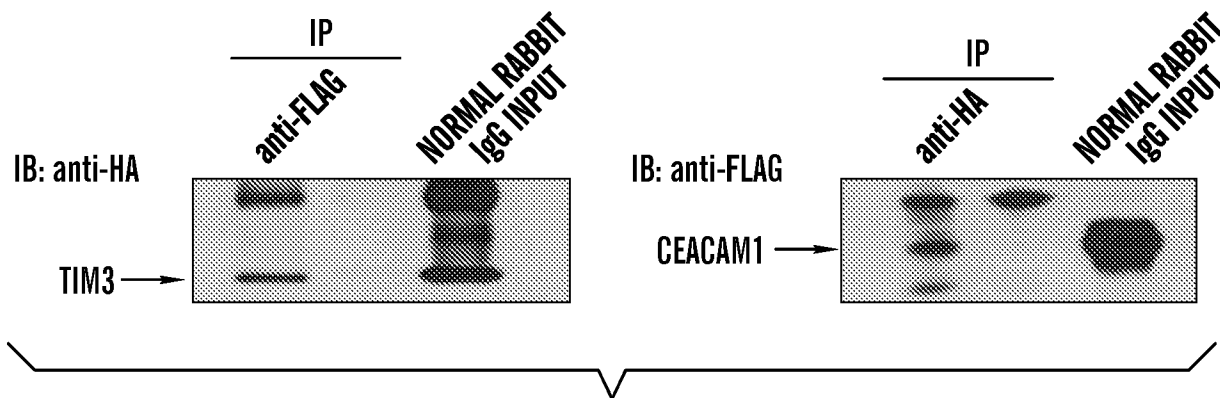 IP
anti-FLAG
NORMAL RABBIT
IgG INPUT
IB: anti-HA
TIM3
IP
anti-HA
NORMAL RABBIT
IgG INPUT
IB: anti-FLAG
CEACAM1